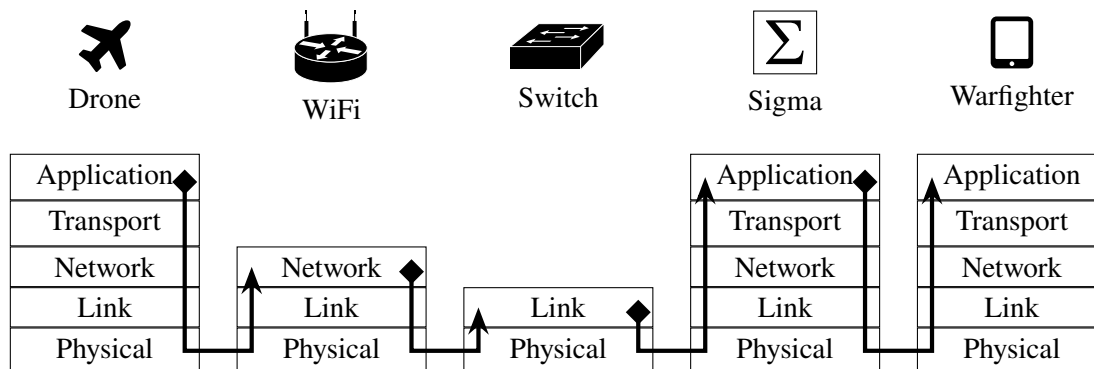 Drone
WiFi
Switch
Σ
Sigma
Warfighter
Application
Transport
Network
Link
Physical
Network
Link
Physical
Link
Physical
Application
Transport
Network
Link
Physical
Application
Transport
Network
Link
Physical